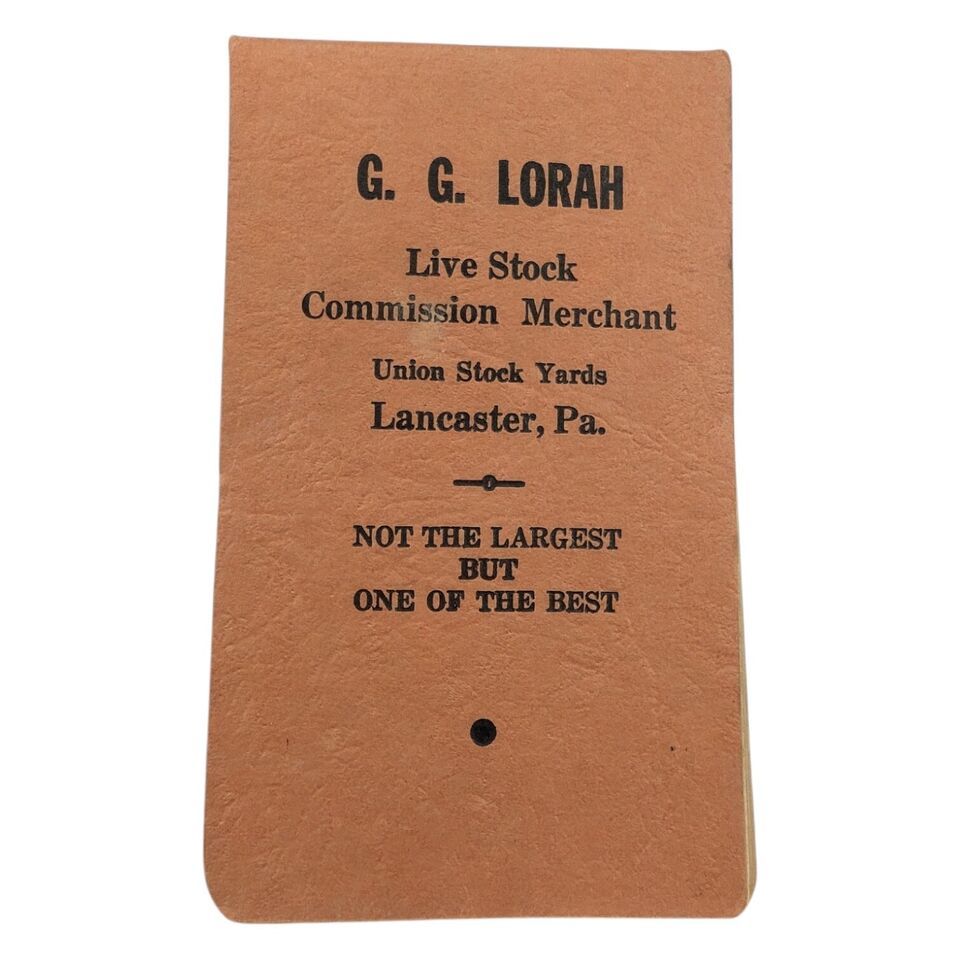 G. G. LORAH
Live Stock
Commission Merchant
Union Stock Yards
Lancaster, Pa.
NOT THE LARGEST
BUT
ONE OF THE BEST